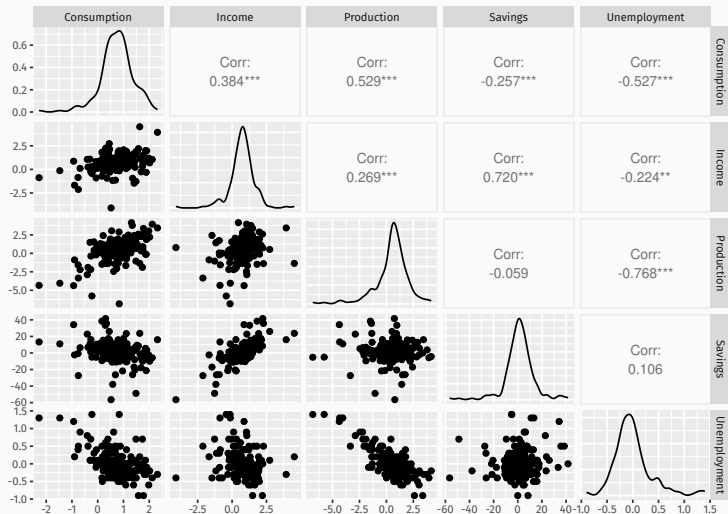 Consumption Income Production Savings Unemployment
0.6
0.4
0.2
0.0
Corr:
0.384***
Corr:
0.529***
Corr:
-0.257***
Corr:
-0.527***
Consumption
2.5
0.0
-2.5
Corr:
0.269***
Corr:
0.720***
Corr:
-0.224**
Income
2.5
0.0
-2.5
-5.0
Corr:
-0.059
Corr:
-0.768***
Production
40
20
0
-20
-40
-60
Corr:
0.106
Savings
1.5
1.0
0.5
0.0
-0.5
-1.0
Unemployment
-2 -1 0 1 2
-2.5 0.0 2.5
-5.0 -2.5 0.0 2.5
-60 -40 -20 0 20 40
-1.0 -0.5 0.0 0.5 1.0 1.5